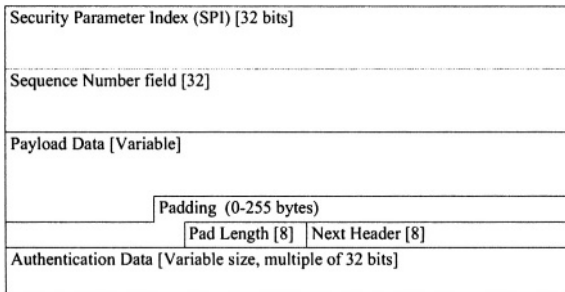 Security Parameter Index (SPI) [32 bits]
Sequence Number field [32]
Payload Data [Variable]
Padding (0-255 bytes)
Pad Length [8] Next Header [8]
Authentication Data [Variable size, multiple of 32 bits]